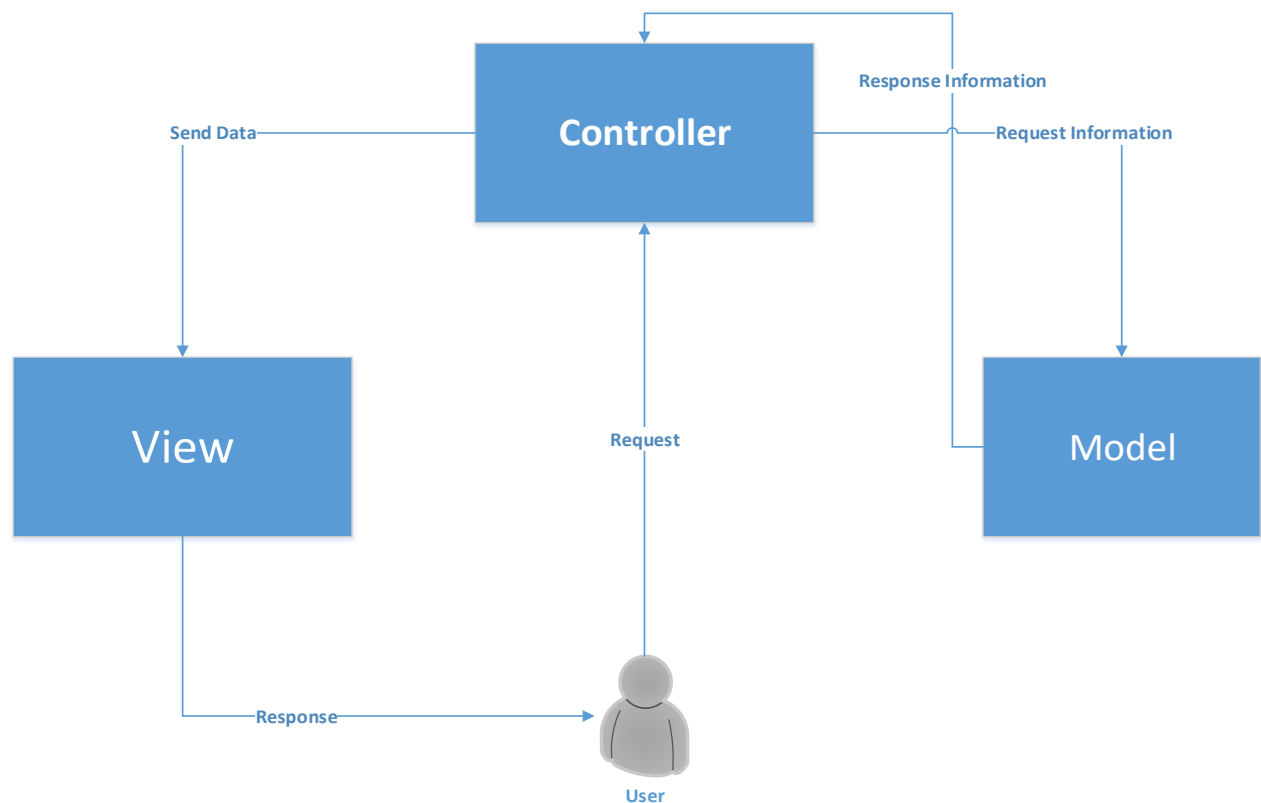 Response Information
Send Data
Controller
Request Information
View
Request
Model
Response
User